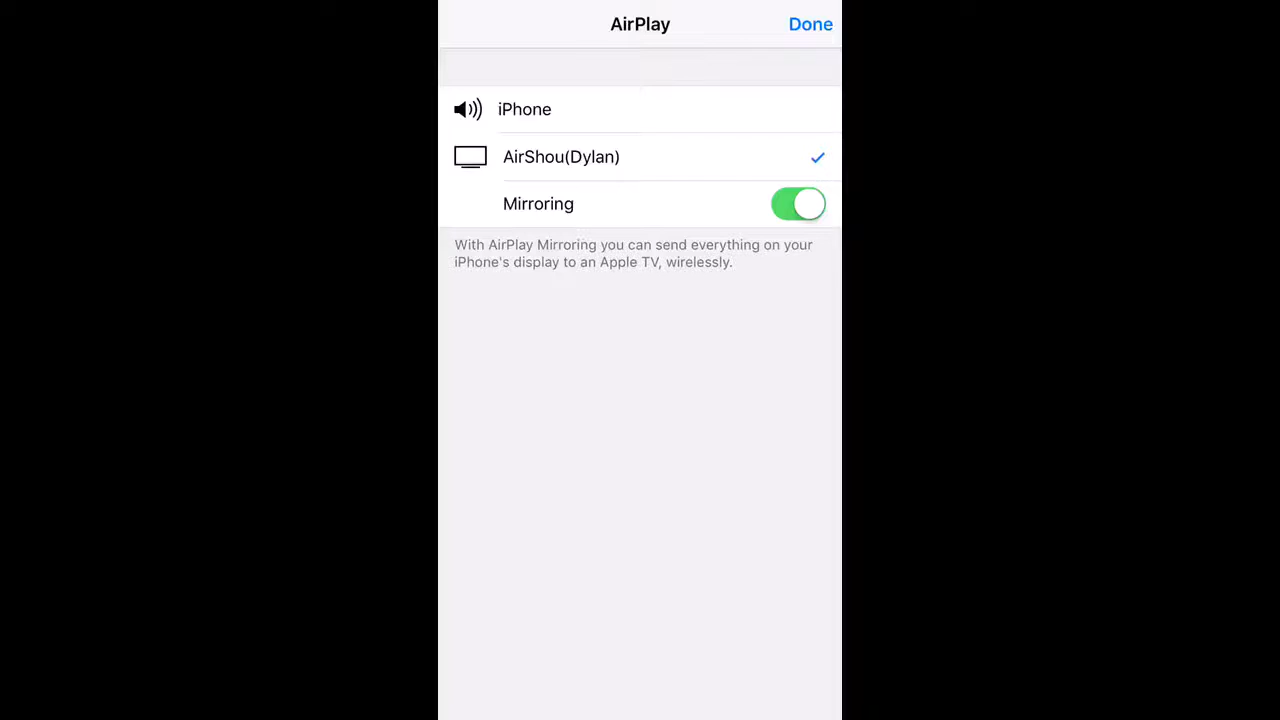 AirPlay
Done
iPhone
AirShou(Dylan)
Mirroring
With AirPlay Mirroring you can send everything on your
iPhone's display to an Apple TV, wirelessly.